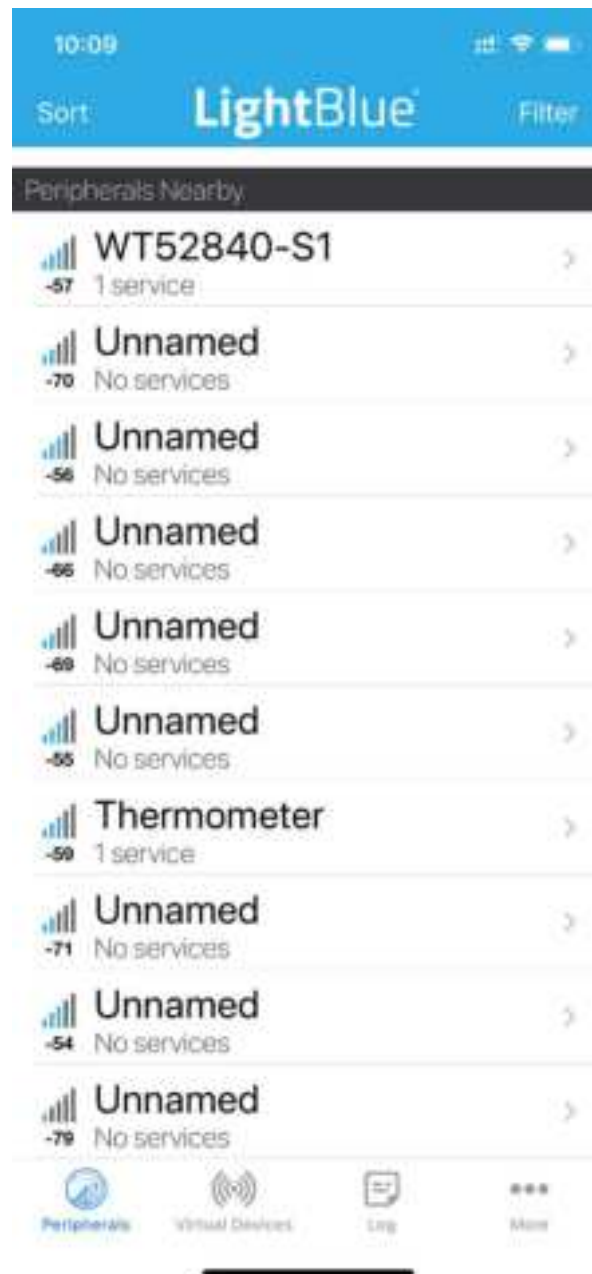 10:09
Sort LightBlue Filter
Peripherals Nearby
WT52840-S1
-57 1 service
Unnamed
-70 No services
Unnamed
-56 No services
Unnamed
-66 No services
Unnamed
-69 No services
Unnamed
-55 No services
Thermometer
-59 1 service
Unnamed
-71 No services
Unnamed
-54 No services
Unnamed
-79 No services
Peripherals Virtual Devices Log More